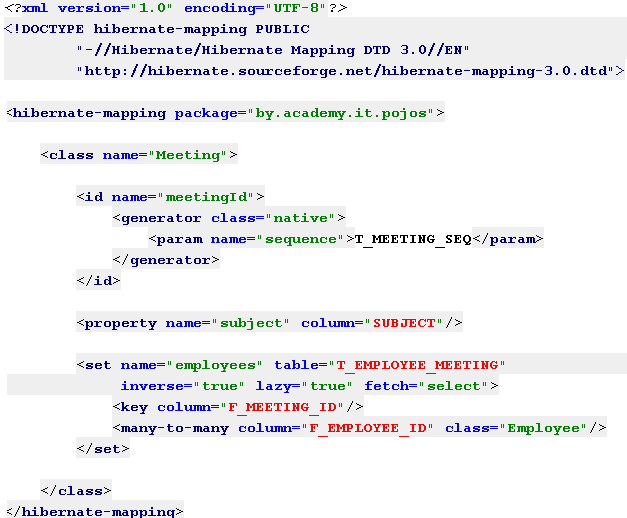 <?xml version="1.0" encoding="UTF-8"?>
<!DOCTYPE hibernate-mapping PUBLIC
"-//Hibernate/Hibernate Mapping DTD 3.0//EN"
"http://hibernate.sourceforge.net/hibernate-mapping-3.0.dtd">
<hibernate-mapping package="by.academy.it.pojos">
<class name="Meeting">
<id name="meetingId">
<generator class="native">
<param name="sequence">T_MEETING_SEQ</param>
</generator>
</id>
<property name="subject" column="SUBJECT"/>
<set name="employees" table="T_EMPLOYEE_MEETING"
inverse="true" lazy="true" fetch="select">
<key column="F_MEETING_ID"/>
<many-to-many column="F_EMPLOYEE_ID" class="Employee"/>
</set>
</class>
</hibernate-mapping>